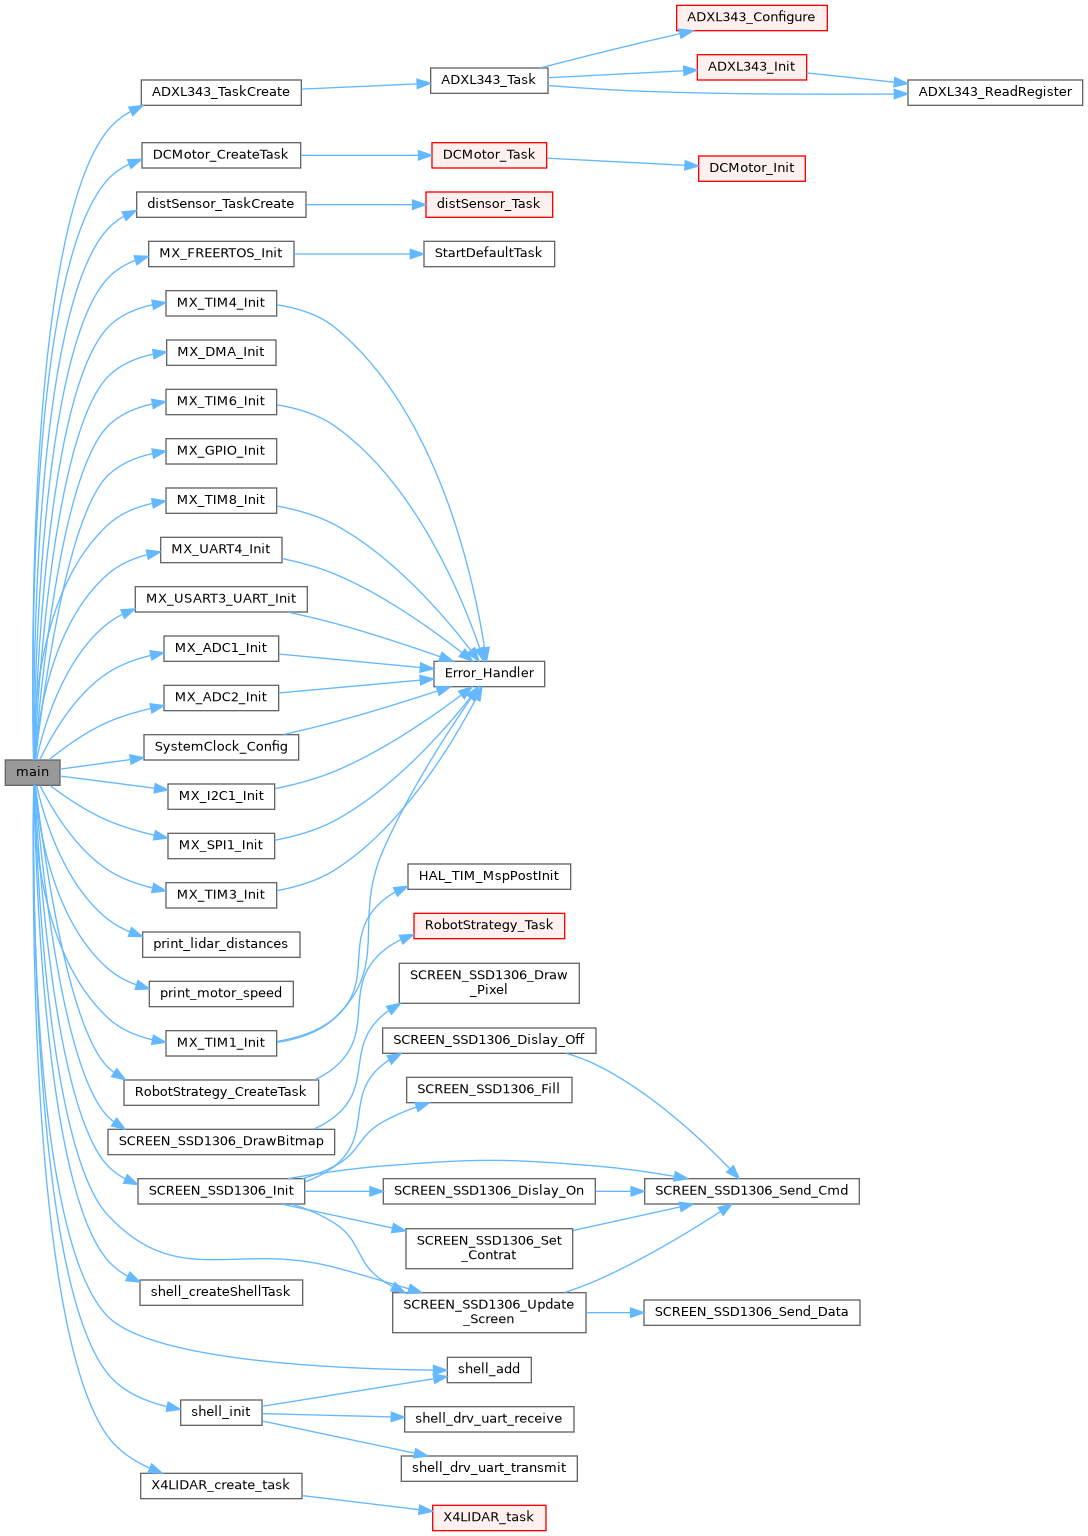 ADXL343_Configure
ADXL343_Init
ADXL343_Task
ADXL343_TaskCreate
ADXL343_ReadRegister
DCMotor_CreateTask
DCMotor_Task
DCMotor_Init
distSensor_TaskCreate
distSensor_Task
MX_FREERTOS_Init
StartDefaultTask
MX_TIM4_Init
MX_DMA_Init
MX_TIM6_Init
MX_GPIO_Init
MX_TIM8_Init
MX_UART4_Init
MX_USART3_UART_Init
MX_ADC1_Init
Error_Handler
MX_ADC2_Init
SystemClock_Config
main
MX_I2C1_Init
MX_SPI1_Init
MX_TIM3_Init
HAL_TIM_MspPostInit
RobotStrategy_Task
print_lidar_distances
SCREEN_SSD1306_Draw
_Pixel
print_motor_speed
MX_TIM1_Init
SCREEN_SSD1306_Dislay_Off
RobotStrategy_CreateTask
SCREEN_SSD1306_Fill
SCREEN_SSD1306_DrawBitmap
SCREEN_SSD1306_Init
SCREEN_SSD1306_Dislay_On
SCREEN_SSD1306_Send_Cmd
SCREEN_SSD1306_Set
_Contrat
shell_createShellTask
SCREEN_SSD1306_Update
_Screen
SCREEN_SSD1306_Send_Data
shell_add
shell_init
shell_drv_uart_receive
shell_drv_uart_transmit
X4LIDAR_create_task
X4LIDAR_task